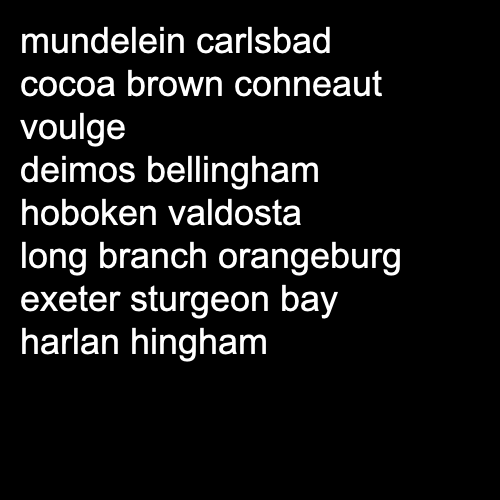 mundelein carlsbad
cocoa brown conneaut
voulge
deimos bellingham
hoboken valdosta
long branch orangeburg
exeter sturgeon bay
harlan hingham